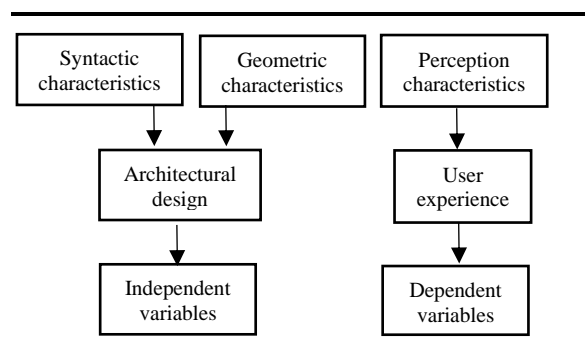 Syntactic
characteristics
Geometric
characteristics
Perception
characteristics
Architectural
design
User
experience
Independent
variables
Dependent
variables